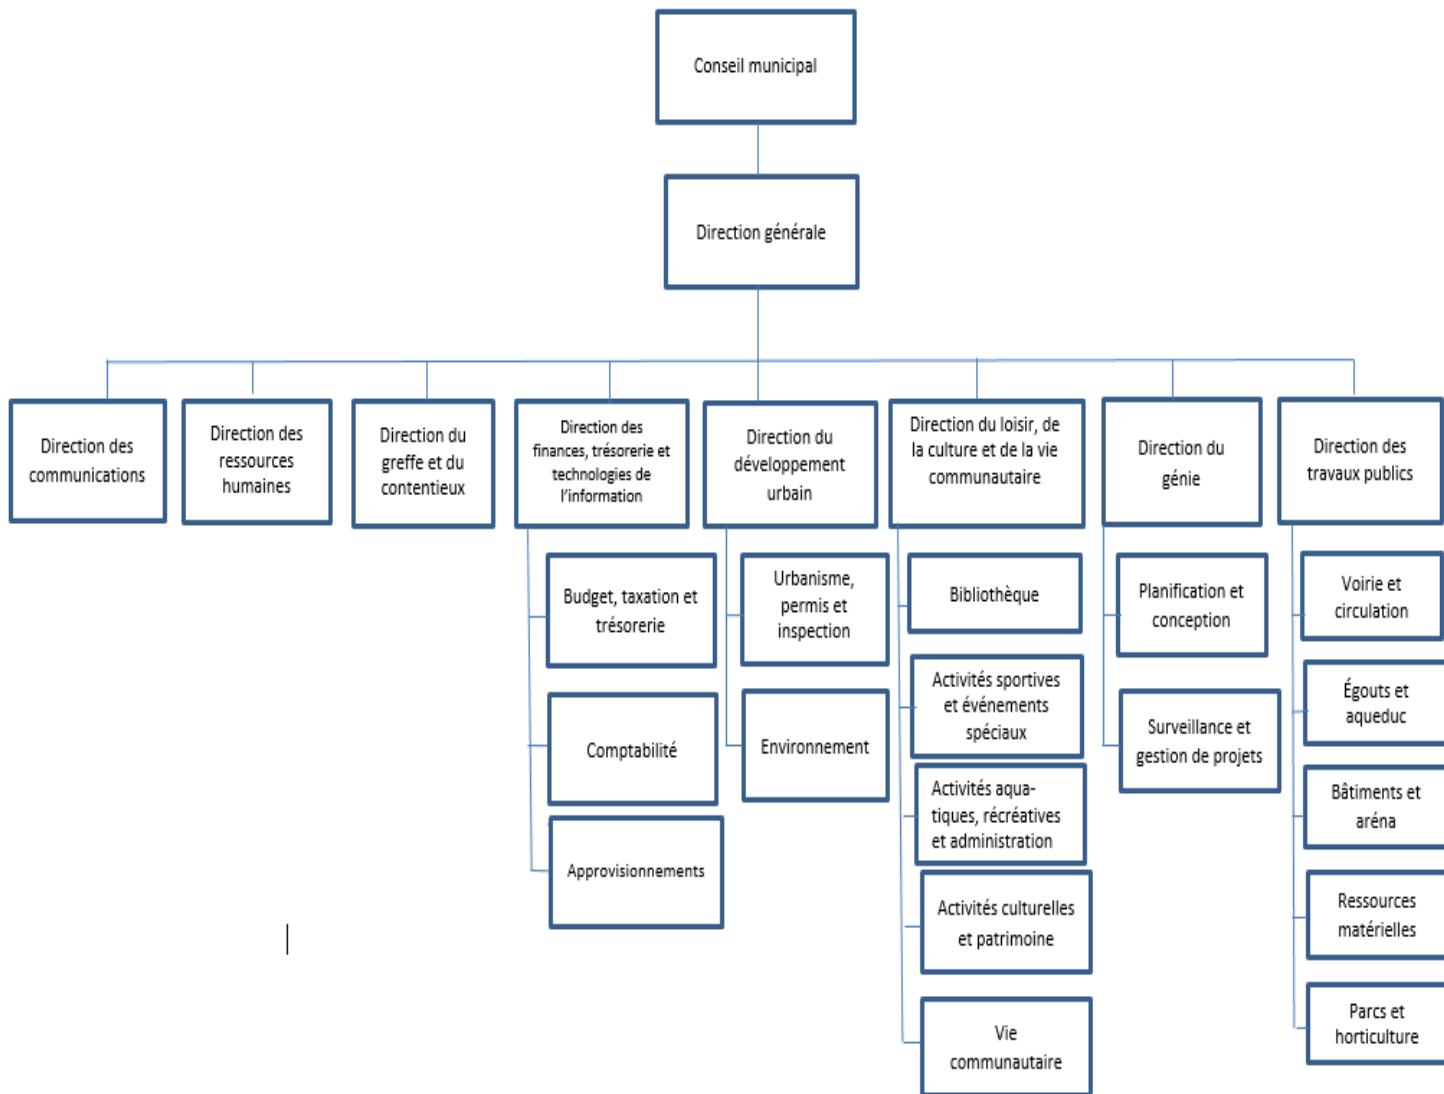 Conseil municipal
Direction générale
Direction des
communications
Direction des
ressources
humaines
Direction du
greffe et du
contentieux
Direction des
finances, trésorerie et
technologies de
l'information
Direction du
développement
urbain
Direction du loisir, de
la culture et de la vie
communautaire
Direction du
génie
Direction des
travaux publics
Budget, taxation et
trésorerie
Comptabilité
Approvisionnements
Urbanisme,
permis et
inspection
Environnement
Bibliothèque
Activités sportives
et événements
spéciaux
Activités aqua-
tiques, récréatives
et administration
Activités culturelles
et patrimoine
Vie
communautaire
Planification et
conception
Surveillance et
gestion de projets
Voirie et
circulation
Égouts et
aqueduc
Bâtiments et
aréna
Ressources
matérielles
Parcs et
horticulture